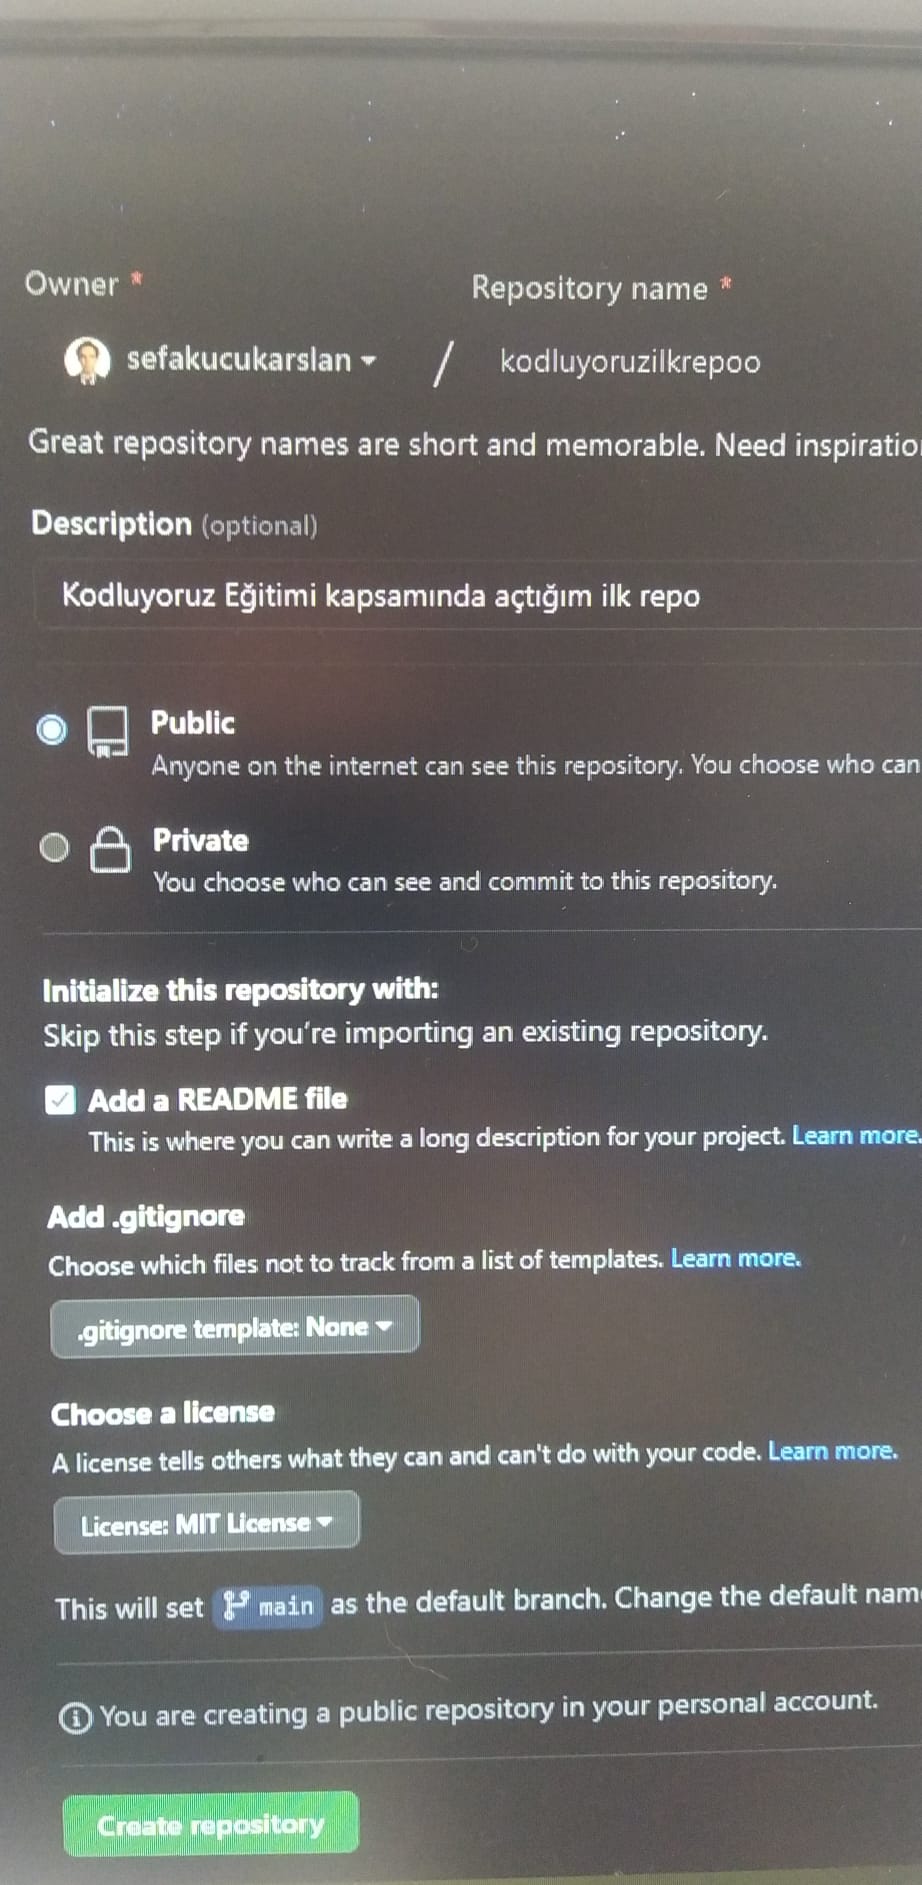 Owner *
Repository name *
sefakucukarslan / kodluyoruzilkrepoo
Great repository names are short and memorable. Need
Description (optional)
Kodluyoruz Eğitimi kapsamında açtığım ilk repo
Public
Anyone on the internet can see this repository. You choose who can
Private
You choose who can see and commit to this repository.
Initialize this repository with:
Skip this step if you're importing an existing repository.
Add a README file
This is where you can write a long description for your project. Learn more.
Add .gitignore
Choose which files not to track from a list of templates. Learn more.
.gitignore template: None
Choose a license
A license tells others what they can and can't do with your code. Learn more.
License: MIT License
This will set main as the default branch. Change the default
You are creating a public repository in your personal account.
Create repository